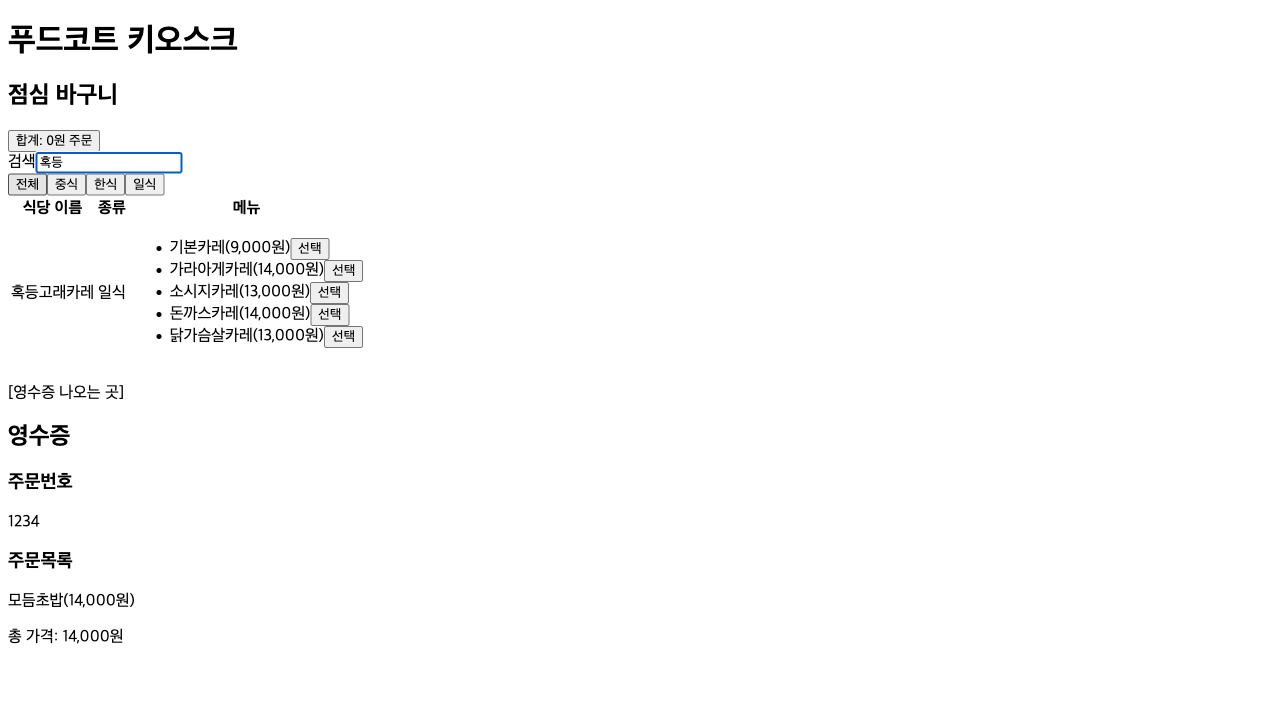 푸드코트 키오스크
점심 바구니
합계: 0원 주문
검색 혹등
전체 중식 한식 일식
식당 이름 종류 메뉴
혹등고래카레 일식
• 기본카레(9,000원) 선택
• 가라아게카레(14,000원) 선택
• 소시지카레(13,000원) 선택
• 돈까스카레(14,000원) 선택
• 닭가슴살카레(13,000원) 선택
[영수증 나오는 곳]
영수증
주문번호
1234
주문목록
모듬초밥(14,000원)
총 가격: 14,000원